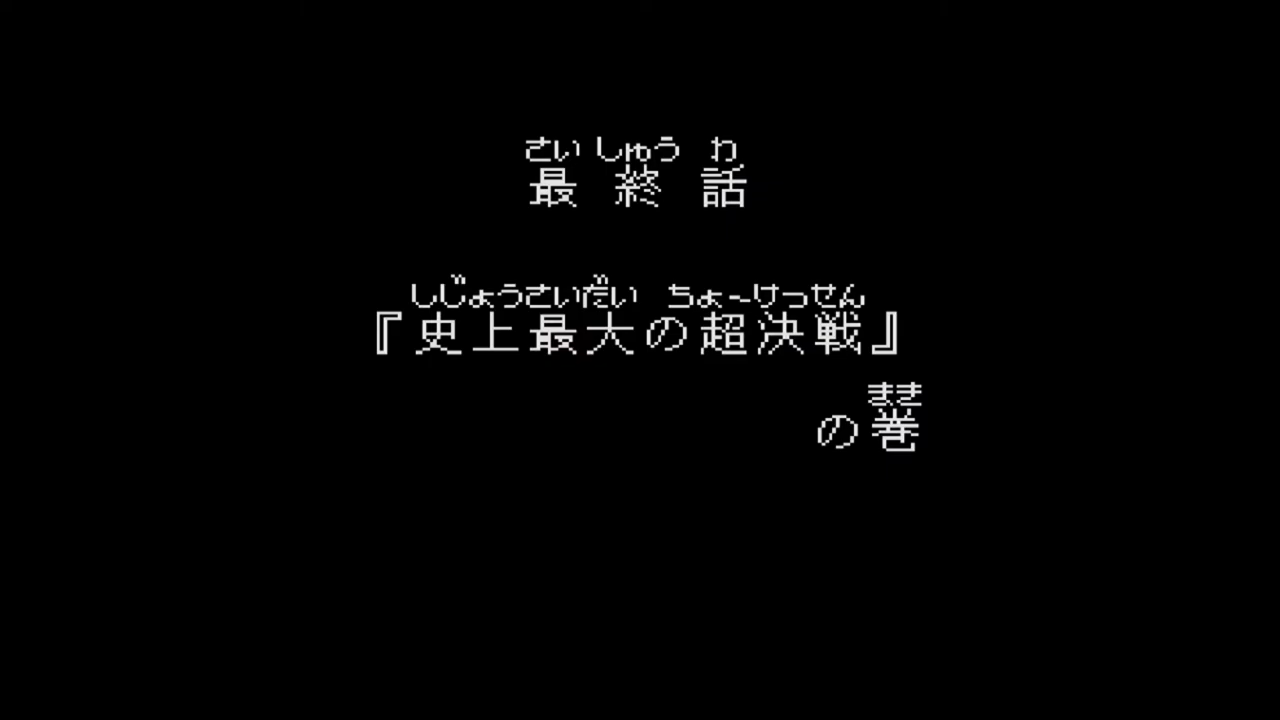 さい しゅう わ
最 終 話
しじょうさいだい ちょ～けっせん
『史上最大の超決戦』
まき
の巻